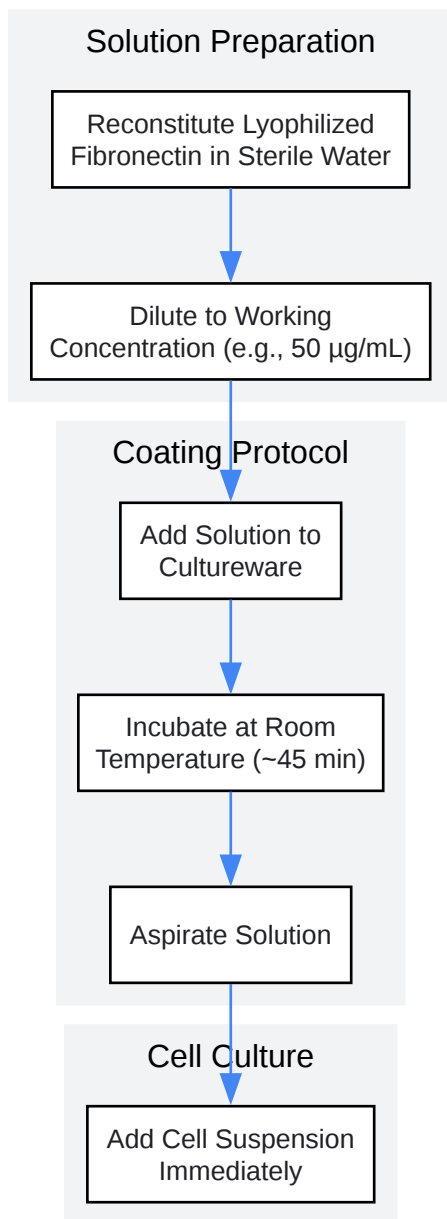 Solution Preparation
Reconstitute Lyophilized
Fibronectin in Sterile Water
Dilute to Working
Concentration (e.g., 50 µg/mL)
Coating Protocol
Add Solution to
Cultureware
Incubate at Room
Temperature (~45 min)
Aspirate Solution
Cell Culture
Add Cell Suspension
Immediately